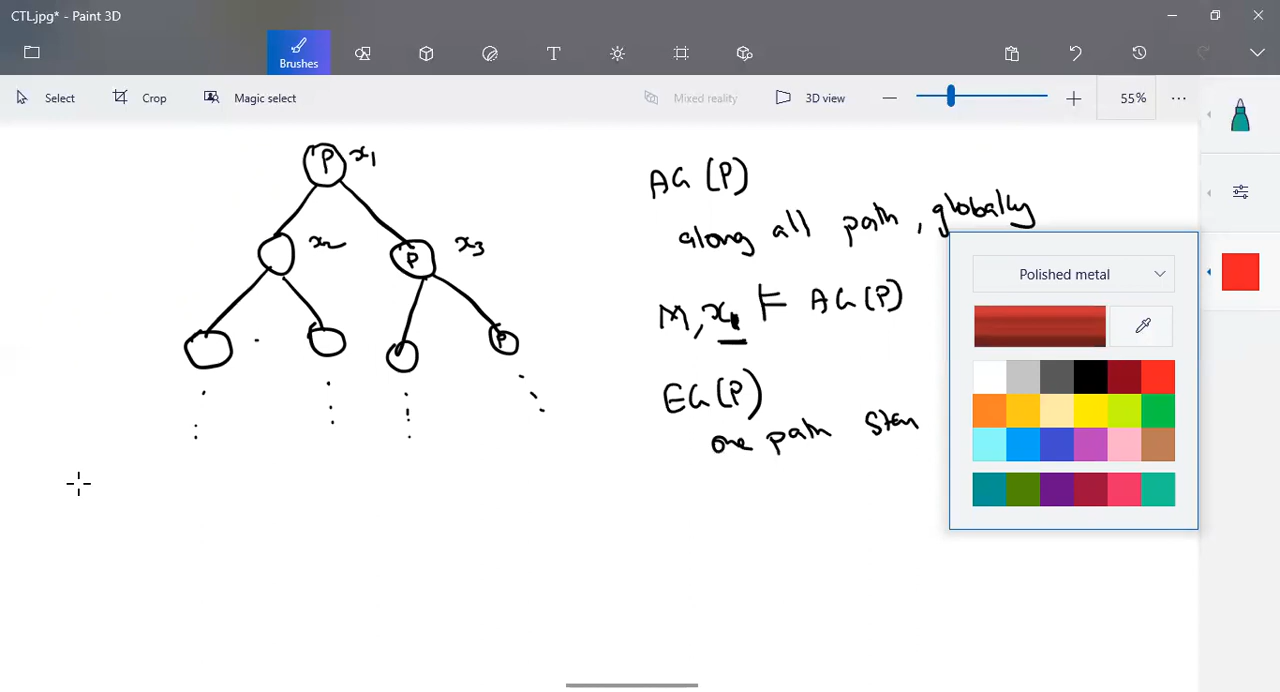 CTL.jpg* - Paint 3D
Brushes
Select
Crop
Magic select
Mixed reality
3D view
55%
P x1
x2
P x3
P
AG (P)
along all path, globally
M, x1 ⊨ AG(P)
EG(P)
one path
Polished metal